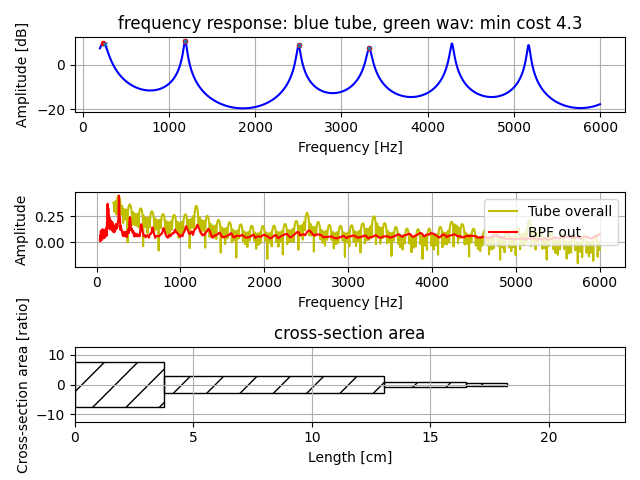 frequency response: blue tube, green wav: min cost 4.3
Amplitude [dB]
0
−20
0 1000 2000 3000 4000 5000 6000
Frequency [Hz]
Amplitude
0.25
0.00
Tube overall
BPF out
0 1000 2000 3000 4000 5000 6000
Frequency [Hz]
cross-section area
Cross-section area [ratio]
10
0
−10
0 5 10 15 20
Length [cm]